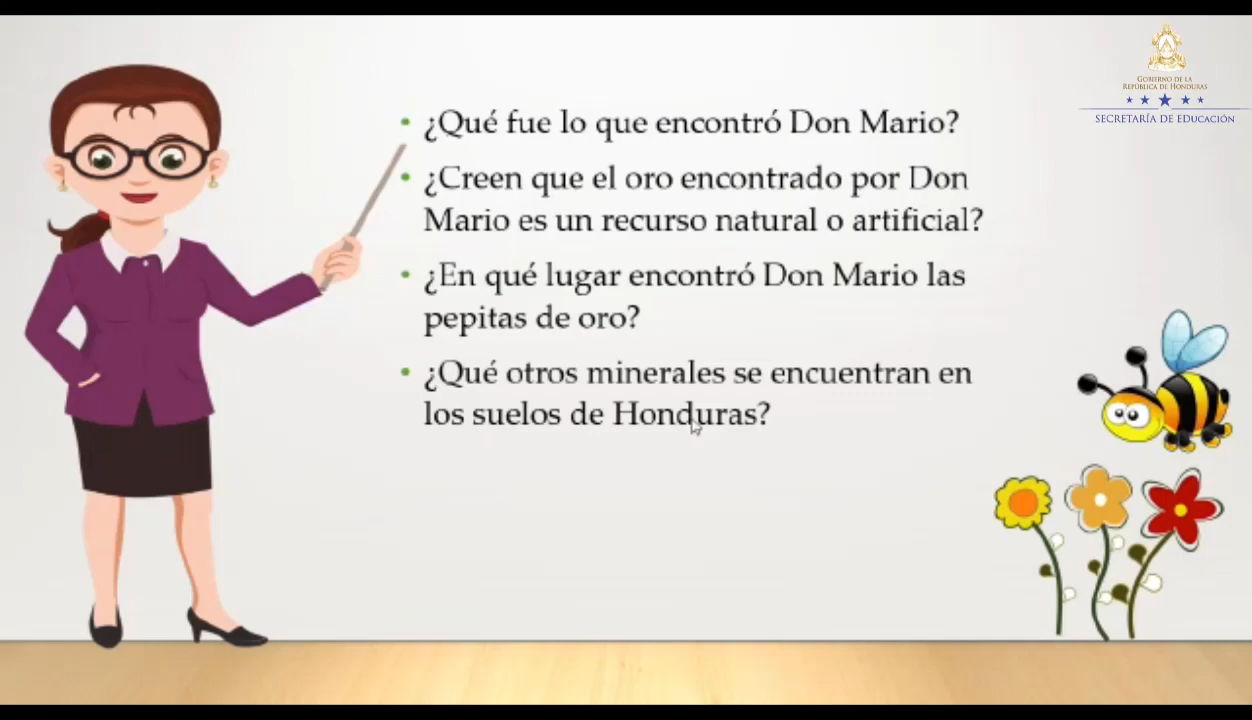 GOBIERNO DE LA
REPÚBLICA DE HONDURAS
SECRETARÍA DE EDUCACIÓN
• ¿Qué fue lo que encontró Don Mario?
• ¿Creen que el oro encontrado por Don
Mario es un recurso natural o artificial?
• ¿En qué lugar encontró Don Mario las
pepitas de oro?
• ¿Qué otros minerales se encuentran en
los suelos de Honduras?